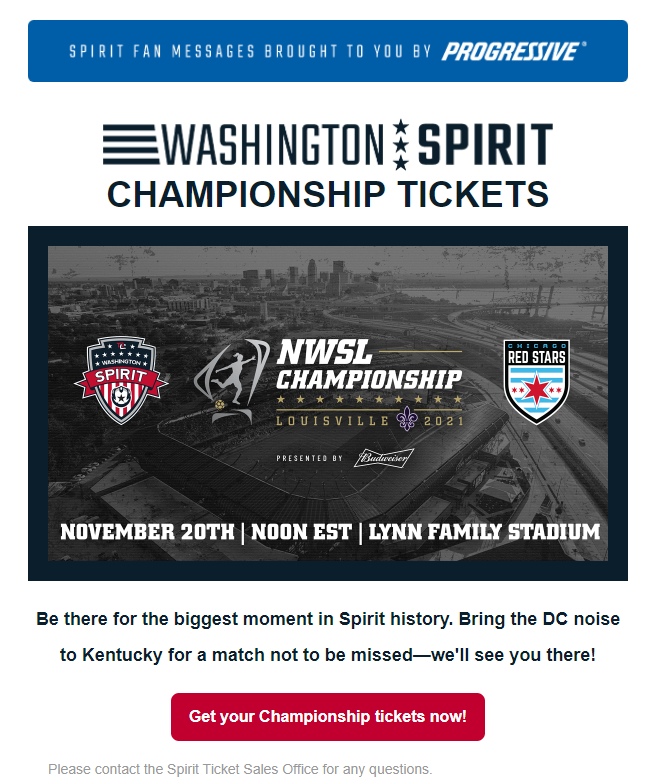 SPIRIT FAN MESSAGES BROUGHT TO YOU BY PROGRESSIVE®
WASHINGTON SPIRIT
CHAMPIONSHIP TICKETS
WASHINGTON
SPIRIT
NWSL
CHAMPIONSHIP
LOUISVILLE 2021
PRESENTED BY Budweiser
CHICAGO
RED STARS
NOVEMBER 20TH | NOON EST | LYNN FAMILY STADIUM
Be there for the biggest moment in Spirit history. Bring the DC noise
to Kentucky for a match not to be missed—we'll see you there!
Get your Championship tickets now!
Please contact the Spirit Ticket Sales Office for any questions.